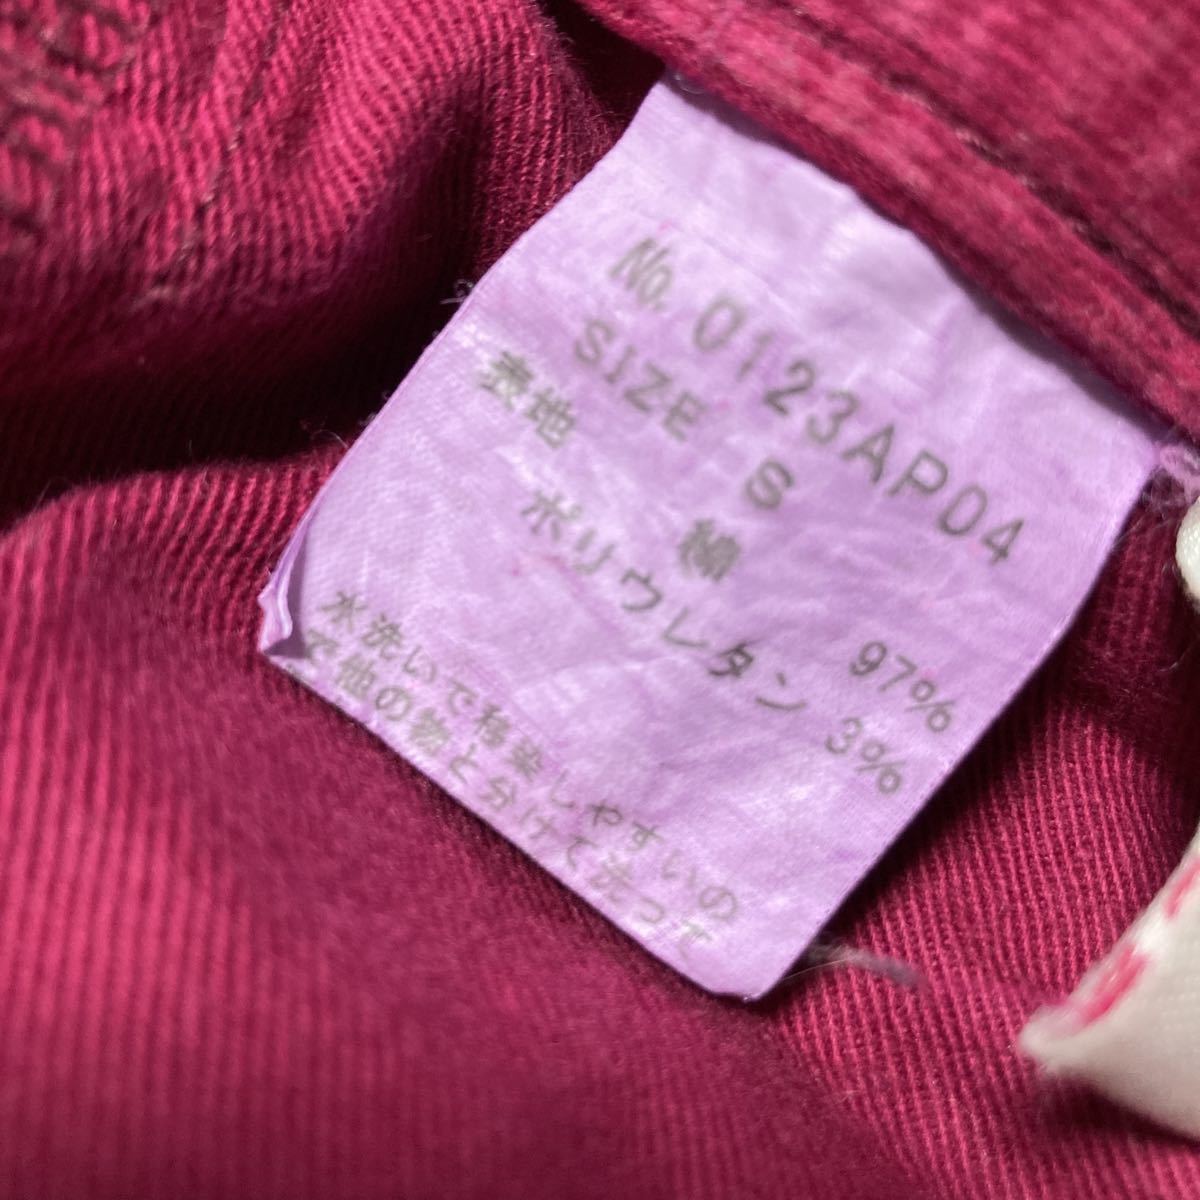 No. 0123AP04
SIZE S
表地 綿 97%
ポリウレタン 3%
水洗いで移染しやすいの
で他の物と分けて洗って